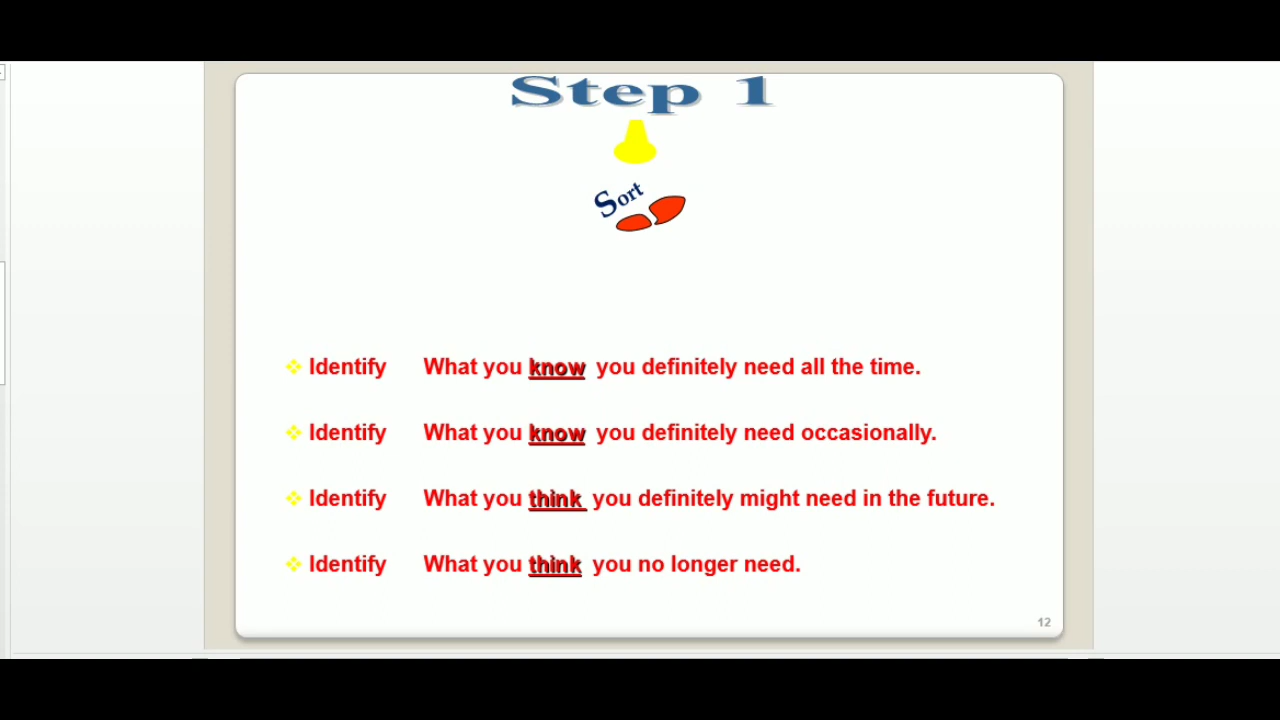 Step 1
Sort
Identify What you know you definitely need all the time.
Identify What you know you definitely need occasionally.
Identify What you think you definitely might need in the future.
Identify What you think you no longer need.
12